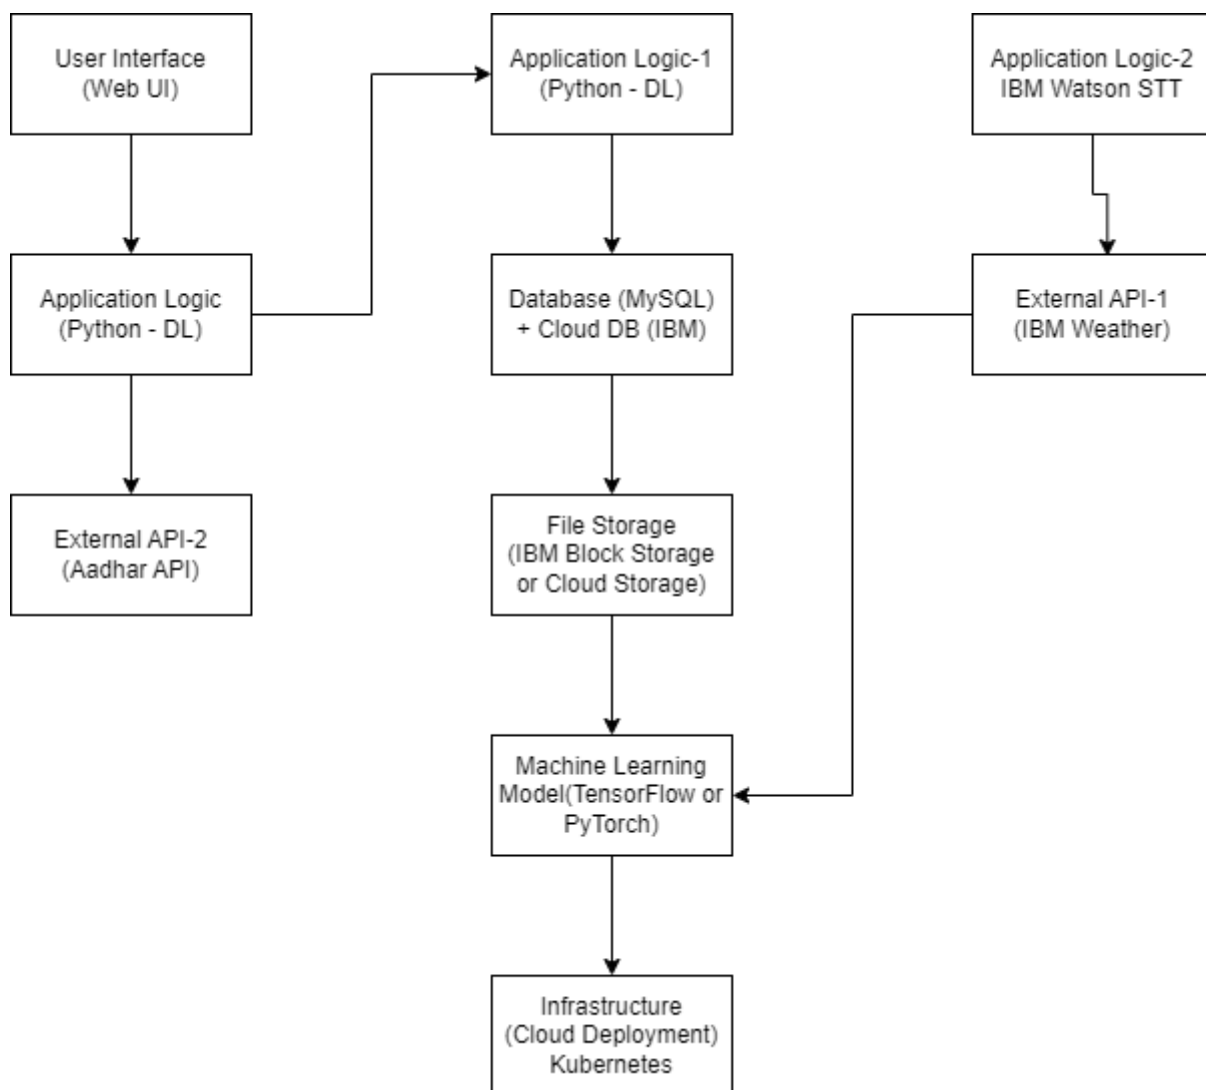 User Interface
(Web UI)
Application Logic-1
(Python - DL)
Application Logic-2
IBM Watson STT
Application Logic
(Python - DL)
Database (MySQL)
+ Cloud DB (IBM)
External API-1
(IBM Weather)
External API-2
(Aadhar API)
File Storage
(IBM Block Storage
or Cloud Storage)
Machine Learning
Model(TensorFlow or
PyTorch)
Infrastructure
(Cloud Deployment)
Kubernetes